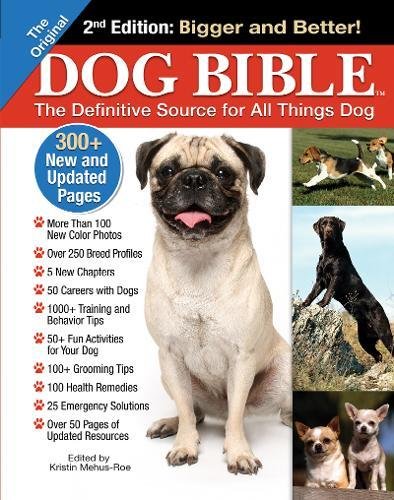 The Original
2nd Edition: Bigger and Better!
DOG BIBLE™
The Definitive Source for All Things Dog
300+
New and
Updated
Pages
More Than 100
New Color Photos
Over 250 Breed Profiles
5 New Chapters
50 Careers with Dogs
1000+ Training and
Behavior Tips
50+ Fun Activities
for Your Dog
100+ Grooming Tips
100 Health Remedies
25 Emergency Solutions
Over 50 Pages of
Updated Resources
Edited by
Kristin Mehus-Roe